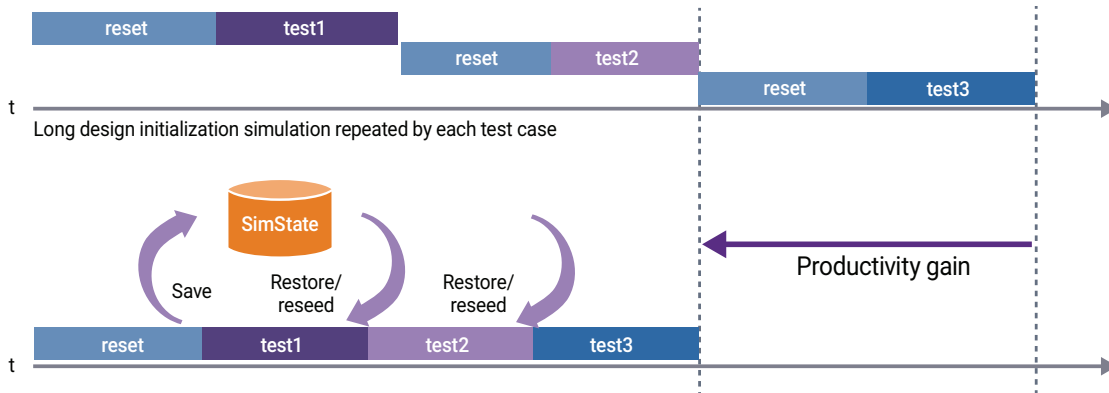 reset test1
reset test2
reset test3
t
Long design initialization simulation repeated by each test case
SimState
Save
Restore/
reseed
Restore/
reseed
Productivity gain
reset test1 test2 test3
t